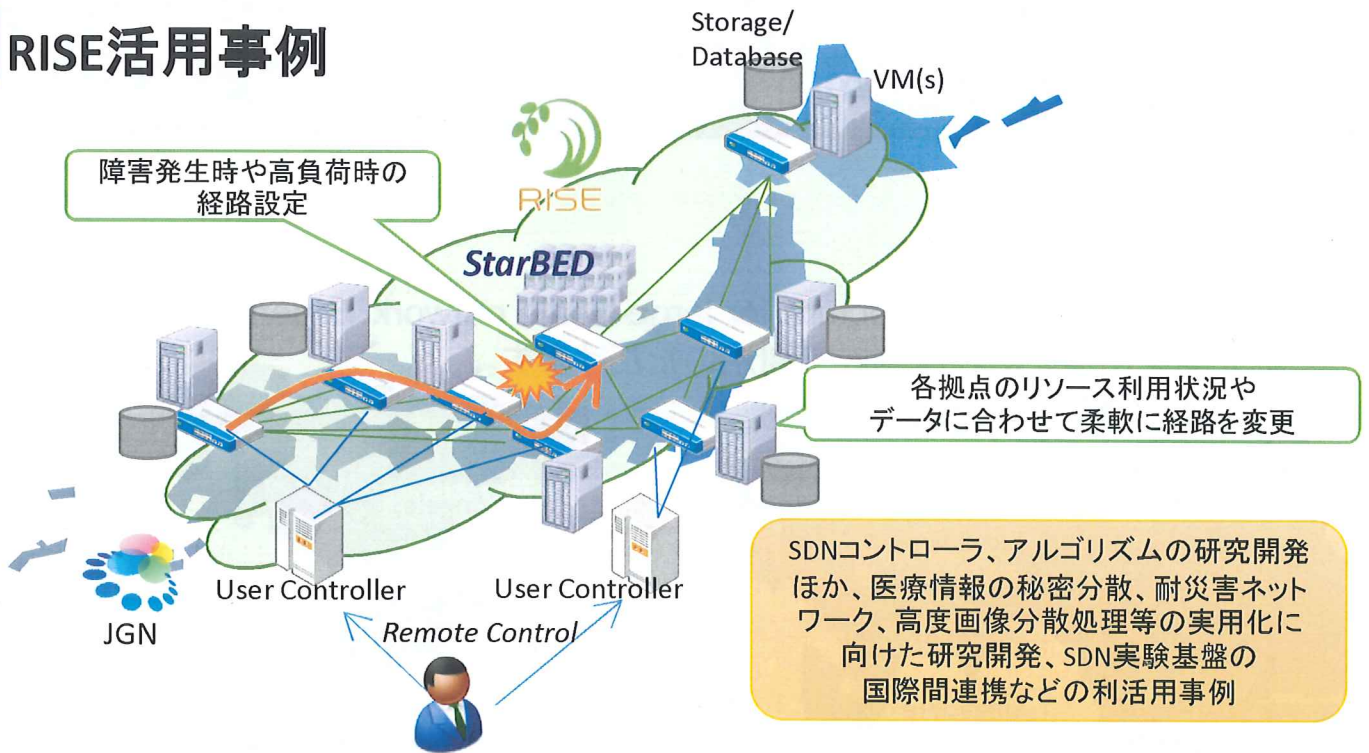 RISE活用事例
Storage/
Database
VM(s)
障害発生時や高負荷時の
経路設定
RISE
StarBED
各拠点のリソース利用状況や
データに合わせて柔軟に経路を変更
User Controller
User Controller
JGN
Remote Control
SDNコントローラ、アルゴリズムの研究開発
ほか、医療情報の秘密分散、耐災害ネット
ワーク、高度画像分散処理等の実用化に
向けた研究開発、SDN実験基盤の
国際間連携などの利活用事例